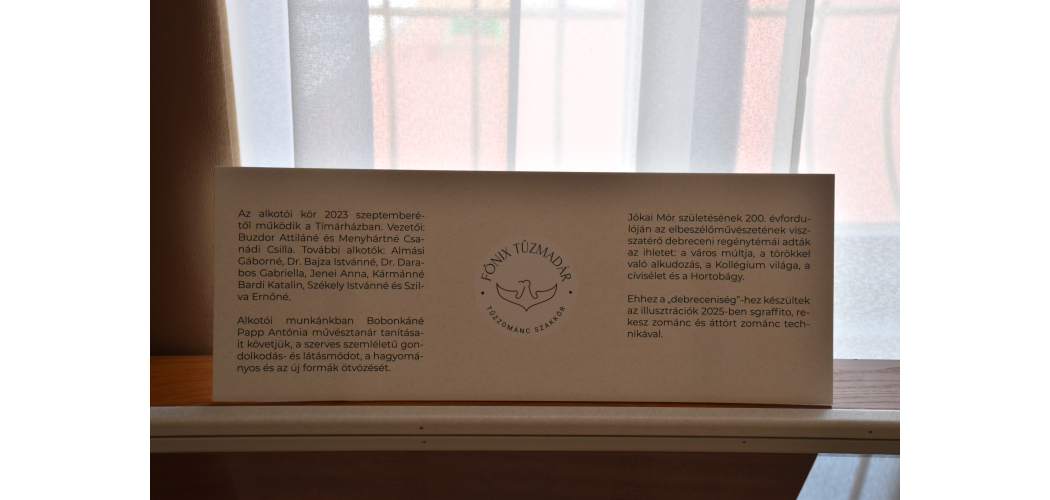 Az alkotói kör 2023 szeptemberé-
től működik a Tímárházban. Vezetői:
Buzdor Attiláné és Menyhártné Csa-
nádi Csilla. További alkotók: Almási
Gáborné, Dr. Bajza Istvánné, Dr. Dara-
bos Gabriella, Jenei Anna, Kármánné
Bardi Katalin, Székely Istvánné és Szil-
va Ernőné.
Alkotói munkánkban Bobonkáné
Papp Antónia művésztanár tanítása-
it követjük, a szerves szemléletű gon-
dolkodás- és látásmódot, a hagyomá-
nyos és az új formák ötvözését.
FŐNIX TŰZMADÁR
TŰZZOMÁNC SZAKKÖR
Jókai Mór születésének 200. évfordu-
lóján az elbeszélőművészetének visz-
szatérő debreceni regénytémái adták
az ihletet: a város múltja, a törökkel
való alkudozás, a Kollégium világa, a
cívisélet és a Hortobágy.
Ehhez a „debreceniség"-hez készültek
az illusztrációk 2025-ben sgraffito, re-
kesz zománc és áttört zománc tech-
nikával.